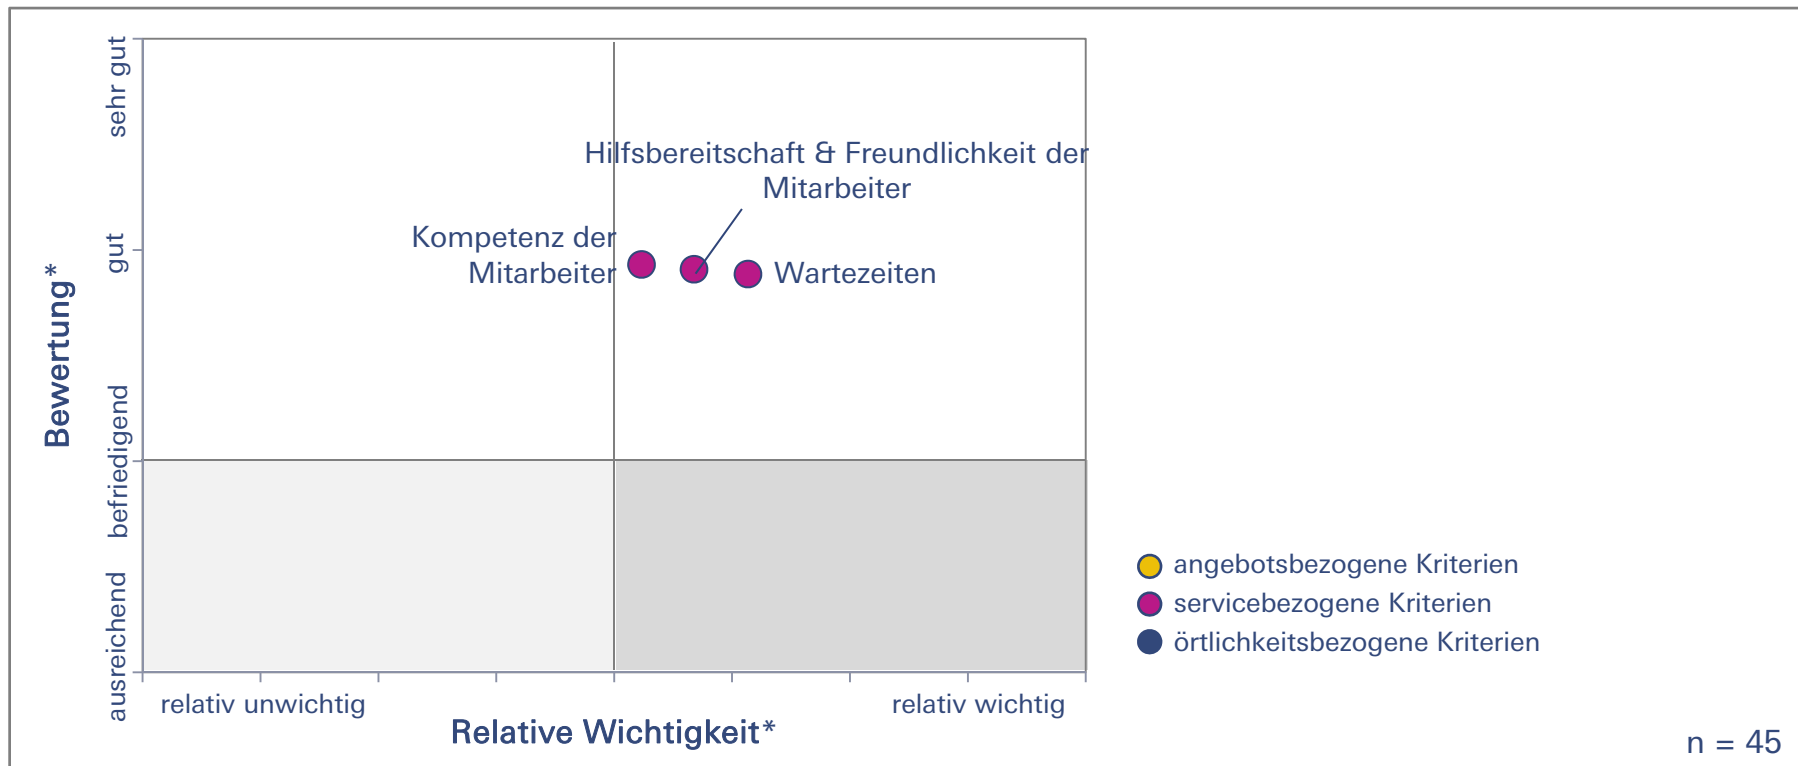 sehr gut
gut
befriedigend
ausreichend
Bewertung*
Hilfsbereitschaft & Freundlichkeit der
Mitarbeiter
Kompetenz der
Mitarbeiter
Wartezeiten
relativ unwichtig
relativ wichtig
Relative Wichtigkeit*
angebotsbezogene Kriterien
servicebezogene Kriterien
örtlichkeitsbezogene Kriterien
n = 45